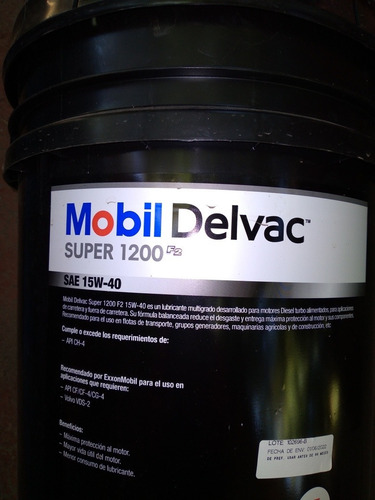 Mobil Delvac™
SUPER 1200 F2
SAE 15W-40
Mobil Delvac Super 1200 F2 15W-40 es un lubricante multigrado desarrollado para motores Diesel turbo alimentados, para aplicaciones
de carretera y fuera de carretera. Su fórmula balanceada reduce el desgaste y entrega máxima protección al motor y sus componentes.
Recomendado para el uso en flotas de transporte, grupos generadores, maquinarias agrícolas y de construcción, etc
Cumple o excede los requerimientos de:
- API CH-4
Recomendado por ExxonMobil para el uso en
aplicaciones que requieren:
- API CF/CF-4/CG-4
- Volvo VDS-2
Beneficios:
- Máxima protección al motor.
- Mayor vida útil del motor.
- Menor consumo de lubricante.
LOTE:
FECHA DE ENV.